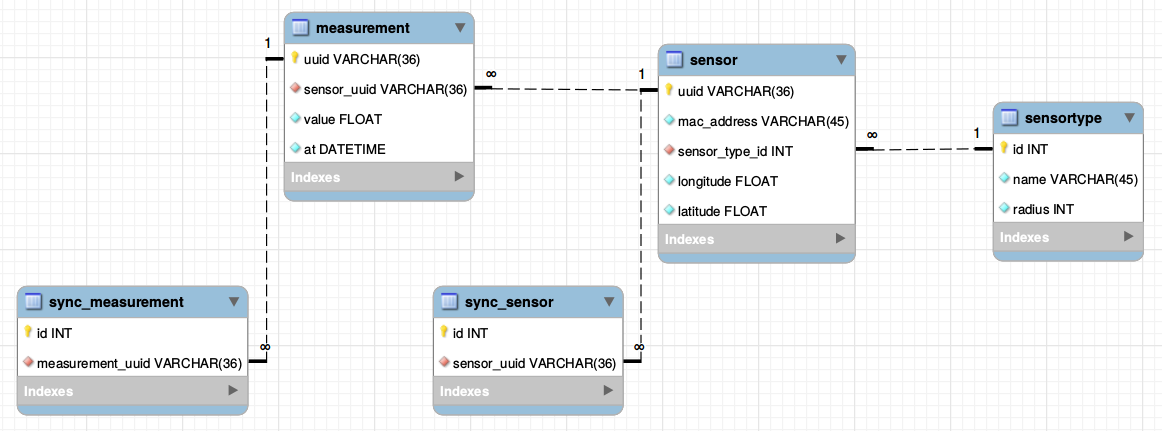 measurement
1
uuid VARCHAR(36)
sensor_uuid VARCHAR(36)
∞
value FLOAT
at DATETIME
Indexes
sensor
1
uuid VARCHAR(36)
mac_address VARCHAR(45)
sensor_type_id INT
∞
longitude FLOAT
latitude FLOAT
Indexes
sensortype
1
id INT
name VARCHAR(45)
radius INT
Indexes
sync_measurement
id INT
measurement_uuid VARCHAR(36)
∞
Indexes
sync_sensor
id INT
sensor_uuid VARCHAR(36)
∞
Indexes